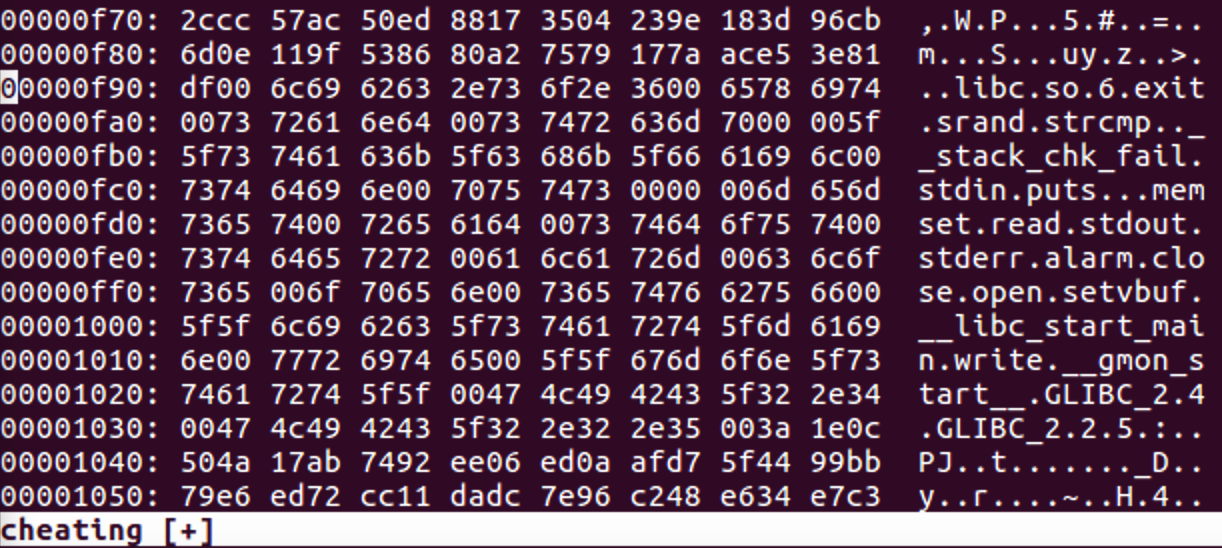 00000f70: 2ccc 57ac 50ed 8817 3504 239e 183d 96cb  ,.W.P...5.#..=..
00000f80: 6d0e 119f 5386 80a2 7579 177a ace5 3e81  m...S...uy.z..>.
00000f90: df00 6c69 6263 2e73 6f2e 3600 6578 6974  ..libc.so.6.exit
00000fa0: 0073 7261 6e64 0073 7472 636d 7000 005f  .srand.strcmp.._
00000fb0: 5f73 7461 636b 5f63 686b 5f66 6169 6c00  _stack_chk_fail.
00000fc0: 7374 6469 6e00 7075 7473 0000 006d 656d  stdin.puts...mem
00000fd0: 7365 7400 7265 6164 0073 7464 6f75 7400  set.read.stdout.
00000fe0: 7374 6465 7272 0061 6c61 726d 0063 6c6f  stderr.alarm.clo
00000ff0: 7365 006f 7065 6e00 7365 7476 6275 6600  se.open.setvbuf.
00001000: 5f5f 6c69 6263 5f73 7461 7274 5f6d 6169  __libc_start_mai
00001010: 6e00 7772 6974 6500 5f5f 676d 6f6e 5f73  n.write.__gmon_s
00001020: 7461 7274 5f5f 0047 4c49 4243 5f32 2e34  tart__.GLIBC_2.4
00001030: 0047 4c49 4243 5f32 2e32 2e35 003a 1e0c  .GLIBC_2.2.5.:..
00001040: 504a 17ab 7492 ee06 ed0a afd7 5f44 99bb  PJ..t......._D..
00001050: 79e6 ed72 cc11 dadc 7e96 c248 e634 e7c3  y..r....~..H.4..
cheating [+]